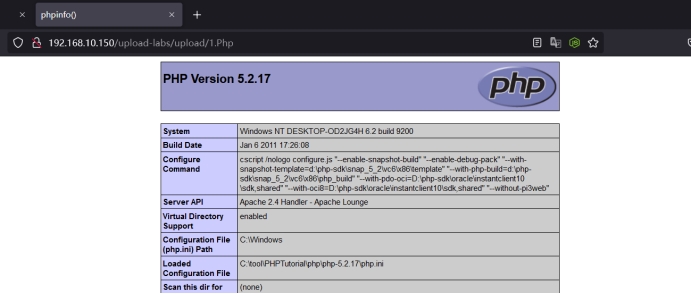 phpinfo()
192.168.10.150/upload-labs/upload/1.Php
PHP Version 5.2.17
php
System Windows NT DESKTOP-OD2JG4H 6.2 build 9200
Build Date Jan 6 2011 17:26:08
Configure Command cscript /nologo configure.js "--enable-snapshot-build" "--enable-debug-pack" "--with-
snapshot-template=d:\php-sdk\snap_5_2\vc6\x86\template" "--with-php-build=d:\php-
sdk\snap_5_2\vc6\x86\php_build" "--with-pdo-oci=D:\php-sdk\oracle\instantclient10
\sdk,shared" "--with-oci8=D:\php-sdk\oracle\instantclient10\sdk,shared" "--without-pi3web"
Server API Apache 2.4 Handler - Apache Lounge
Virtual Directory Support enabled
Configuration File (php.ini) Path C:\Windows
Loaded Configuration File C:\tool\PHPTutorial\php\php-5.2.17\php.ini
Scan this dir for (none)